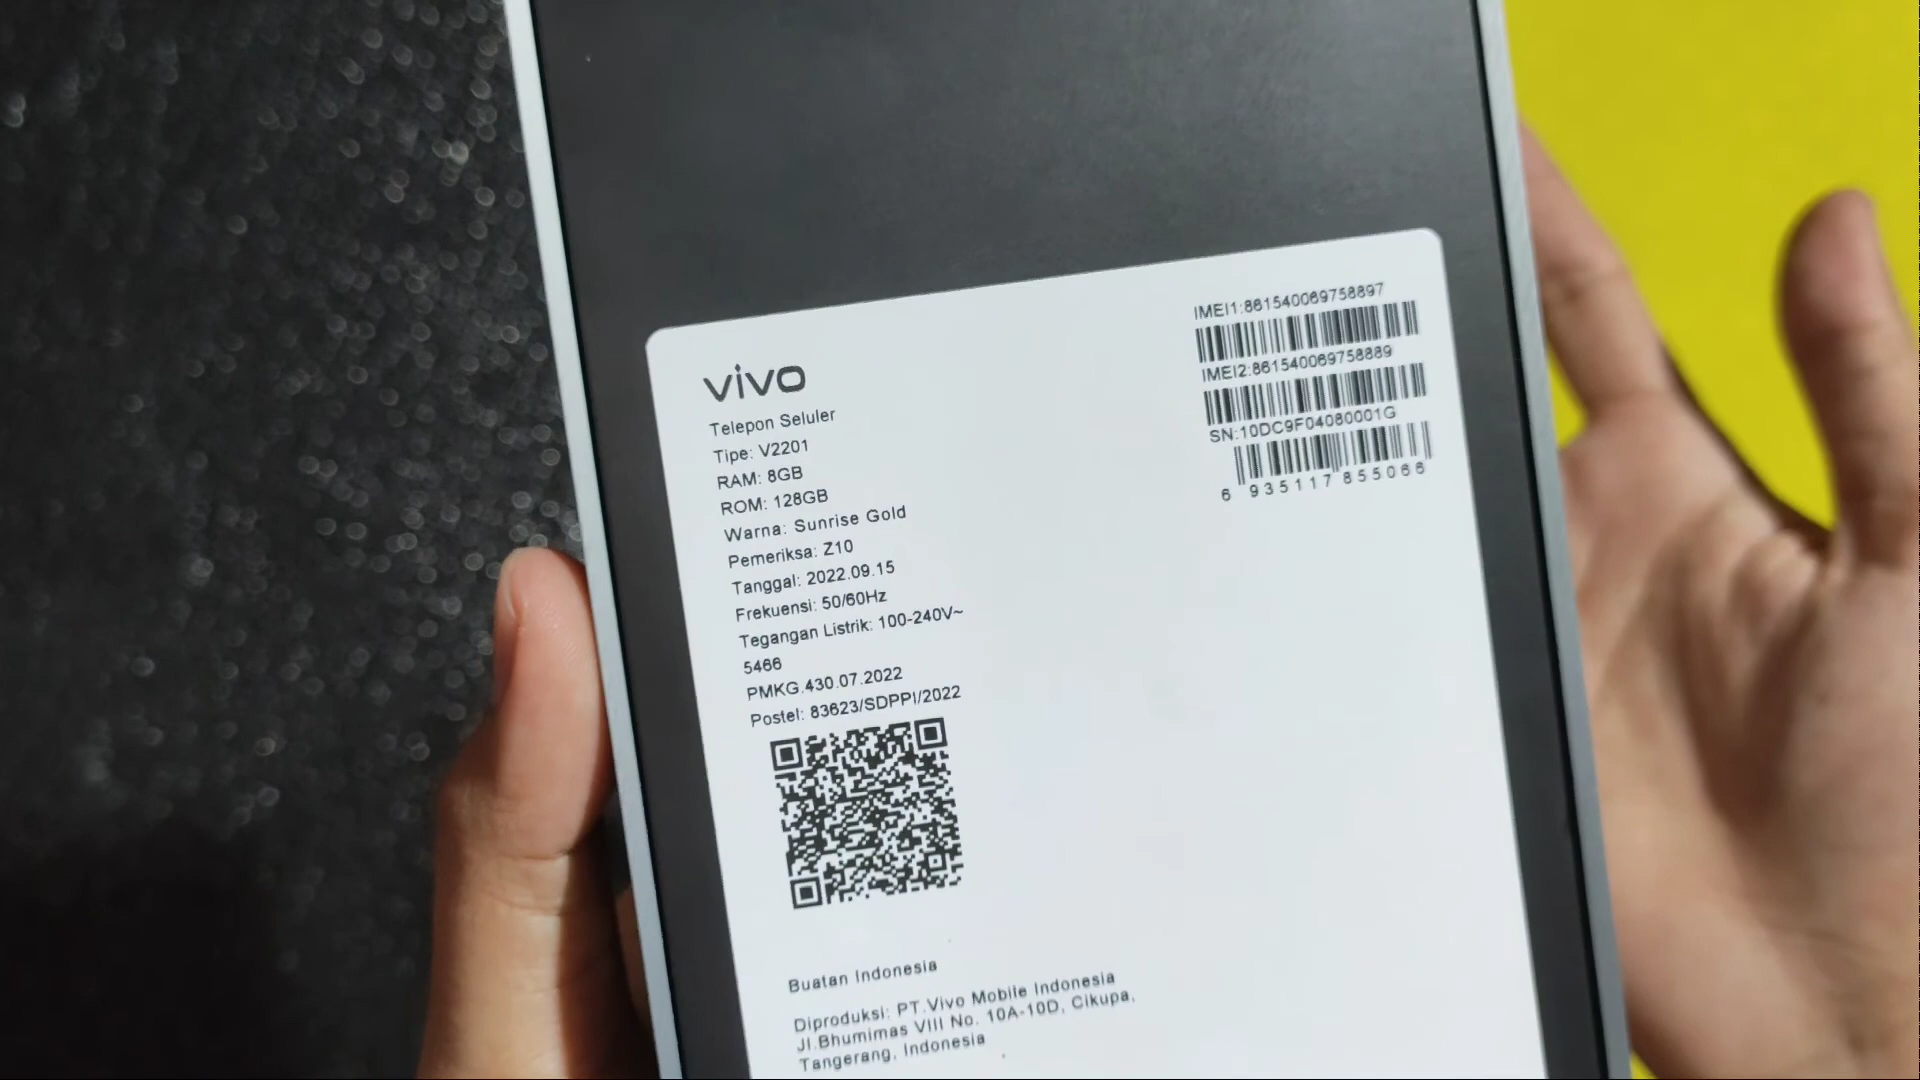 vivo
Telepon Seluler
Tipe: V2201
RAM: 8GB
ROM: 128GB
Warna: Sunrise Gold
Pemeriksa: Z10
Tanggal: 2022.09.15
Frekuensi: 50/60Hz
Tegangan Listrik: 100-240V~
5466
PMKG.430.07.2022
Postel: 83623/SDPPI/2022
Buatan Indonesia
Diproduksi: PT.Vivo Mobile Indonesia
Jl.Bhumimas VIII No. 10A-10D, Cikupa,
Tangerang, Indonesia
IMEI1:861540069758897
IMEI2:861540069758889
SN:10DC9F04080001G
6 935117 855066